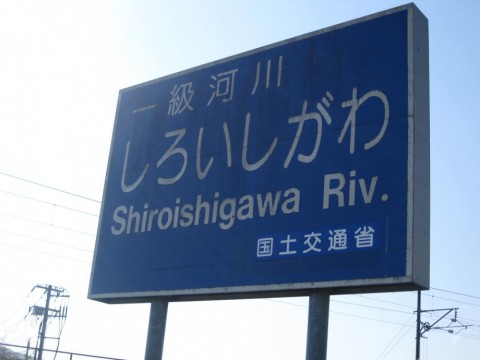 一級河川
しろいしがわ
Shiroishigawa Riv.
国土交通省